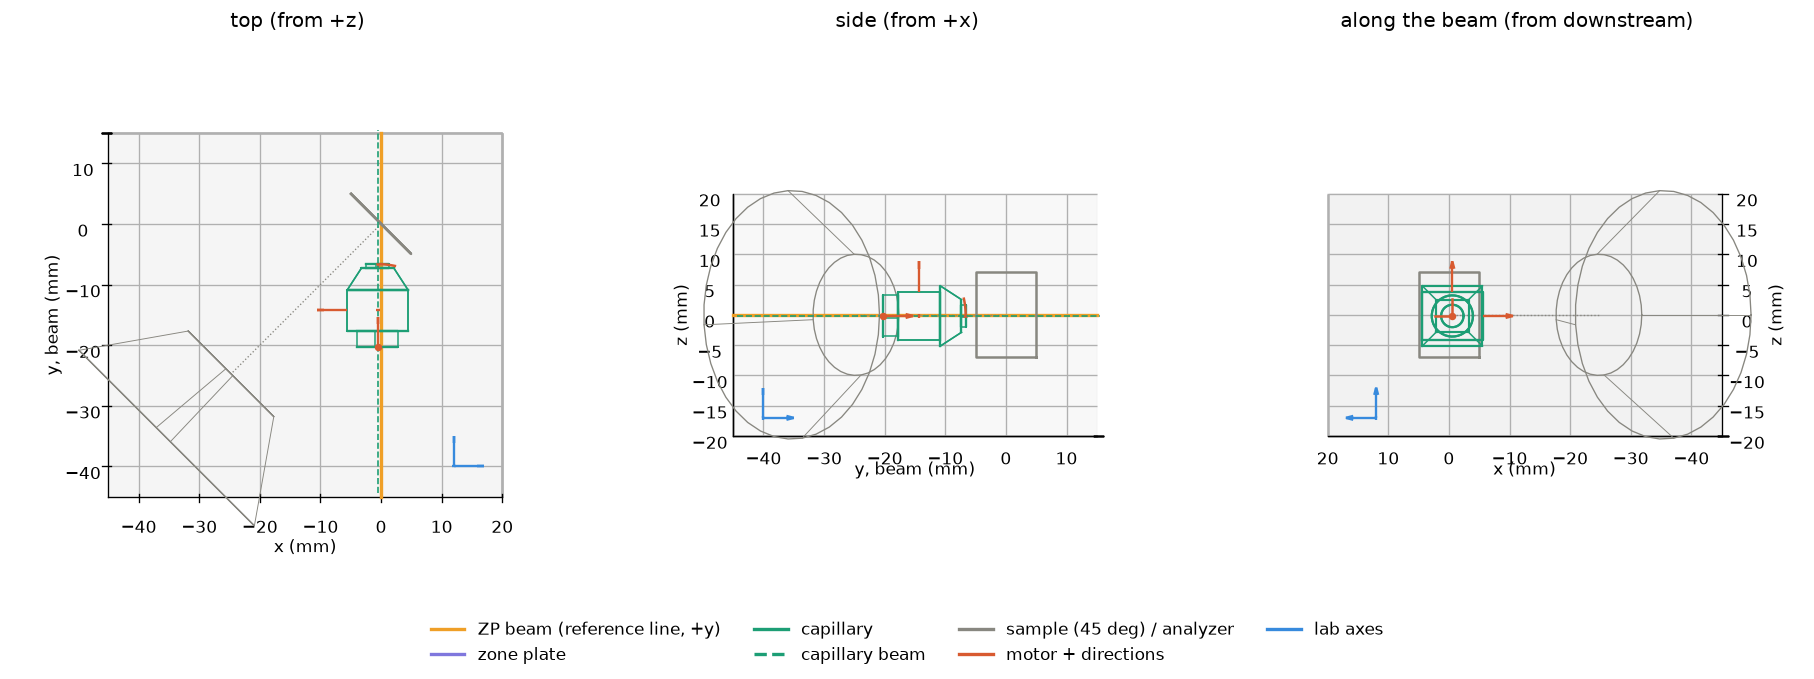 top (from +z)
side (from +x)
along the beam (from downstream)
10
0
−10
−20
−30
−40
y, beam (mm)
−40
−30
−20
−10
0
10
20
x (mm)
20
15
10
5
0
−5
−10
−15
−20
z (mm)
−40
−30
−20
−10
0
10
y, beam (mm)
20
15
10
5
0
−5
−10
−15
−20
z (mm)
20
10
0
−10
−20
−30
−40
x (mm)
ZP beam (reference line, +y)
zone plate
capillary
capillary beam
sample (45 deg) / analyzer
motor + directions
lab axes